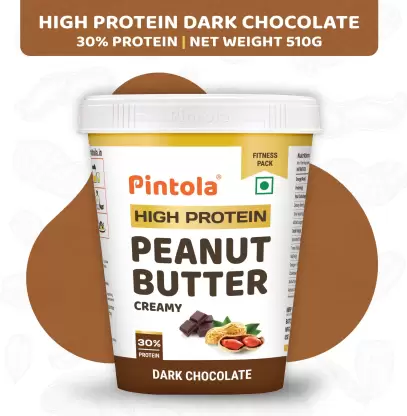 HIGH PROTEIN DARK CHOCOLATE
30% PROTEIN | NET WEIGHT 510G
Pintola
FITNESS
PACK
Pintola®
HIGH PROTEIN
PEANUT
BUTTER
CREAMY
30%
PROTEIN
DARK CHOCOLATE